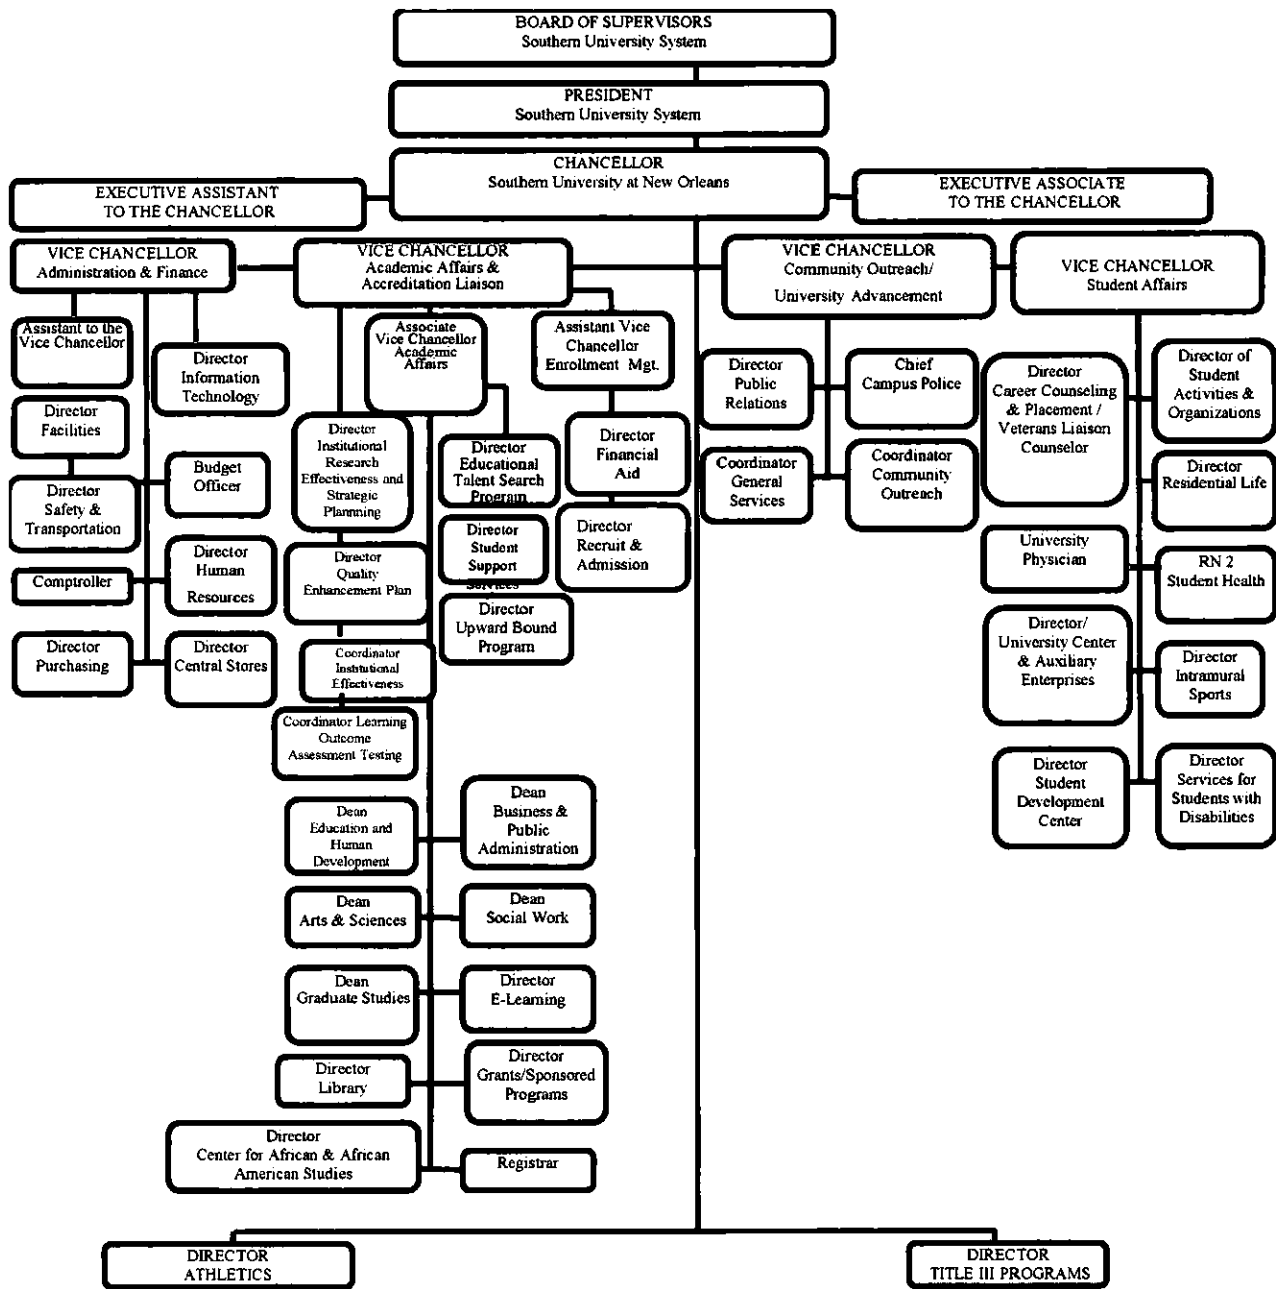 BOARD OF SUPERVISORS
Southern University System
PRESIDENT
Southern University System
CHANCELLOR
Southern University at New Orleans
EXECUTIVE ASSISTANT
TO THE CHANCELLOR
EXECUTIVE ASSOCIATE
TO THE CHANCELLOR
VICE CHANCELLOR
Administration & Finance
VICE CHANCELLOR
Academic Affairs &
Accreditation Liaison
VICE CHANCELLOR
Community Outreach/
University Advancement
VICE CHANCELLOR
Student Affairs
Assistant to the
Vice Chancellor
Director
Information
Technology
Director
Facilities
Budget
Officer
Director
Safety &
Transportation
Comptroller
Director
Human
Resources
Director
Purchasing
Director
Central Stores
Associate
Vice Chancellor
Academic
Affairs
Assistant Vice
Chancellor
Enrollment Mgt.
Director
Institutional
Research
Effectiveness and
Strategic
Plannning
Director
Educational
Talent Search
Program
Director
Financial
Aid
Director
Student
Support
Services
Director
Recruit &
Admission
Director
Quality
Enhancement Plan
Director
Upward Bound
Program
Coordinator
Institutional
Effectiveness
Coordinator Learning
Outcome
Assessment Testing
Dean
Education and
Human
Development
Dean
Business &
Public
Administration
Dean
Arts & Sciences
Dean
Social Work
Dean
Graduate Studies
Director
E-Learning
Director
Library
Director
Grants/Sponsored
Programs
Director
Center for African & African
American Studies
Registrar
Director
Public
Relations
Chief
Campus Police
Coordinator
General
Services
Coordinator
Community
Outreach
Director
Career Counseling
& Placement /
Veterans Liaison
Counselor
Director of
Student
Activities &
Organizations
Director
Residential Life
University
Physician
RN 2
Student Health
Director/
University Center
& Auxiliary
Enterprises
Director
Intramural
Sports
Director
Student
Development
Center
Director
Services for
Students with
Disabilities
DIRECTOR
ATHLETICS
DIRECTOR
TITLE III PROGRAMS